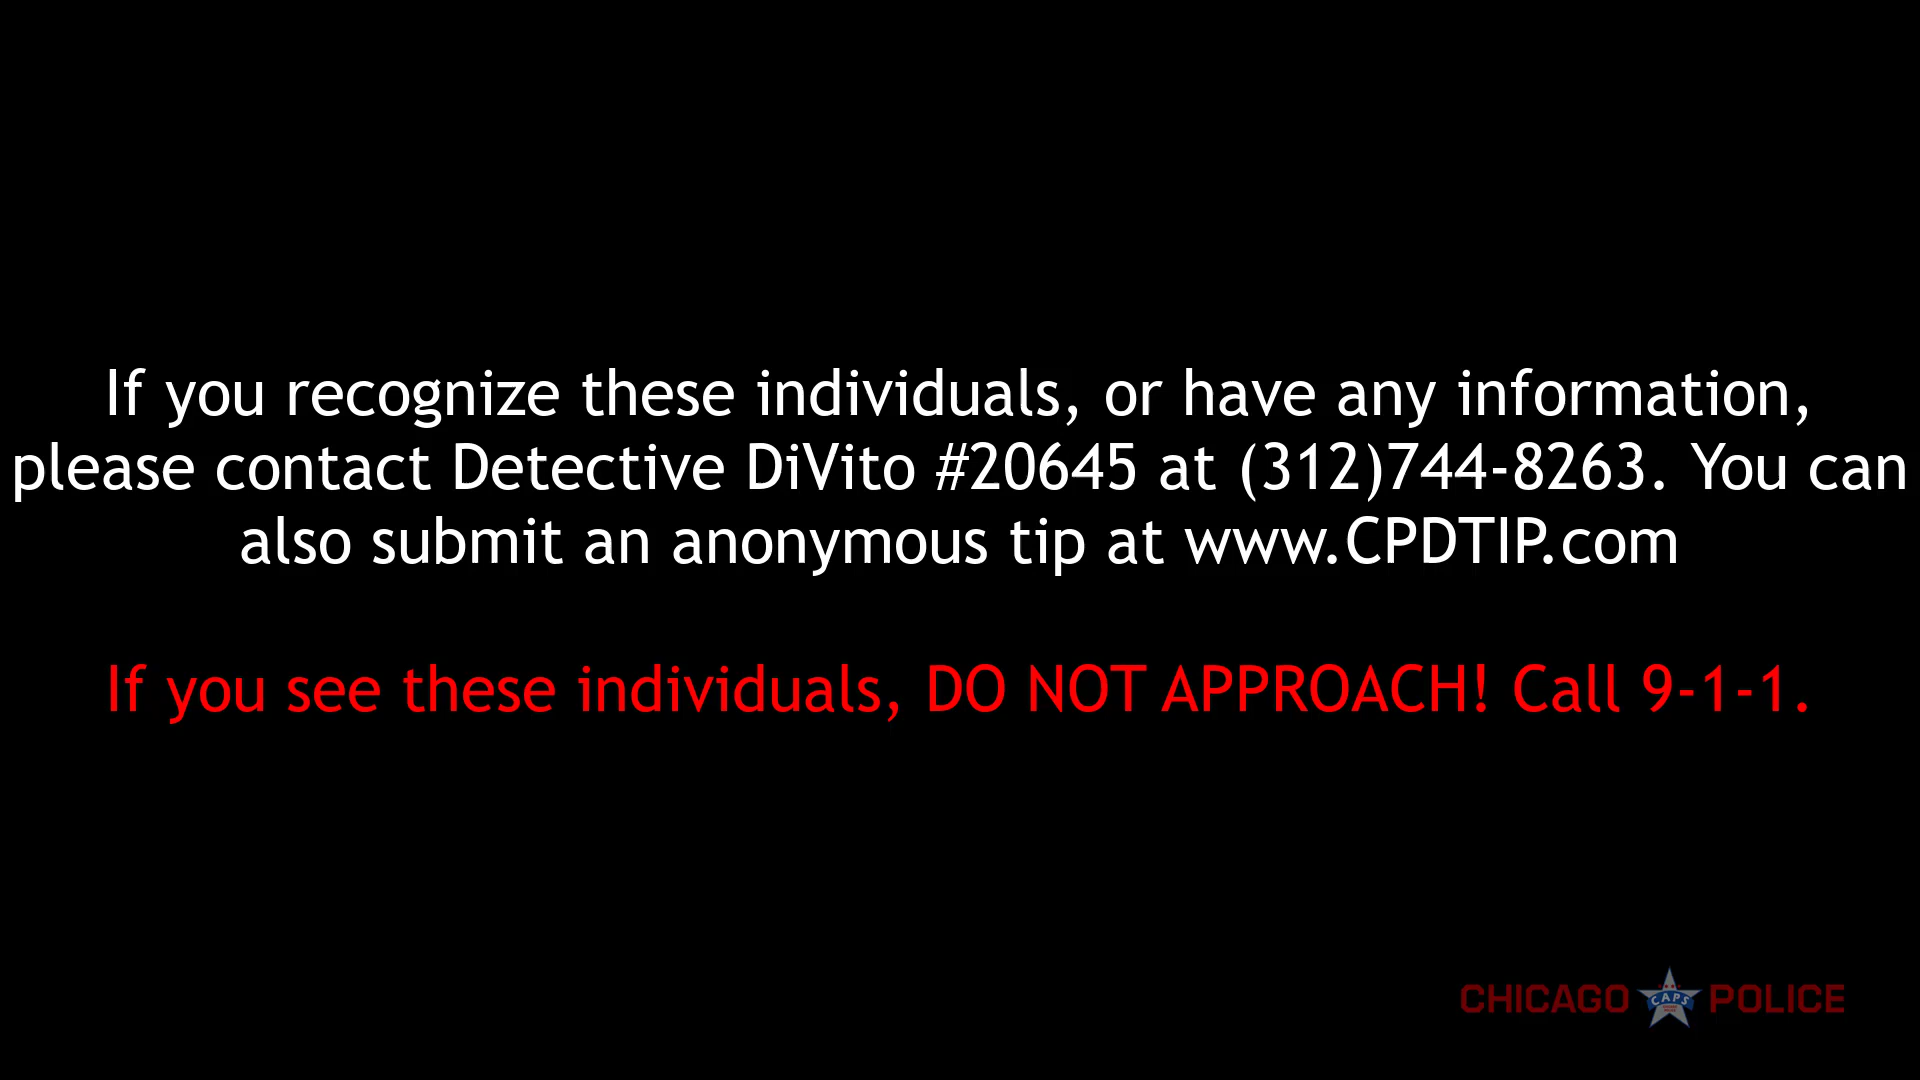 If you recognize these individuals, or have any information,
please contact Detective DiVito #20645 at (312)744-8263. You can
also submit an anonymous tip at www.CPDTIP.com
If you see these individuals, DO NOT APPROACH! Call 9-1-1.
CHICAGO CAPS POLICE